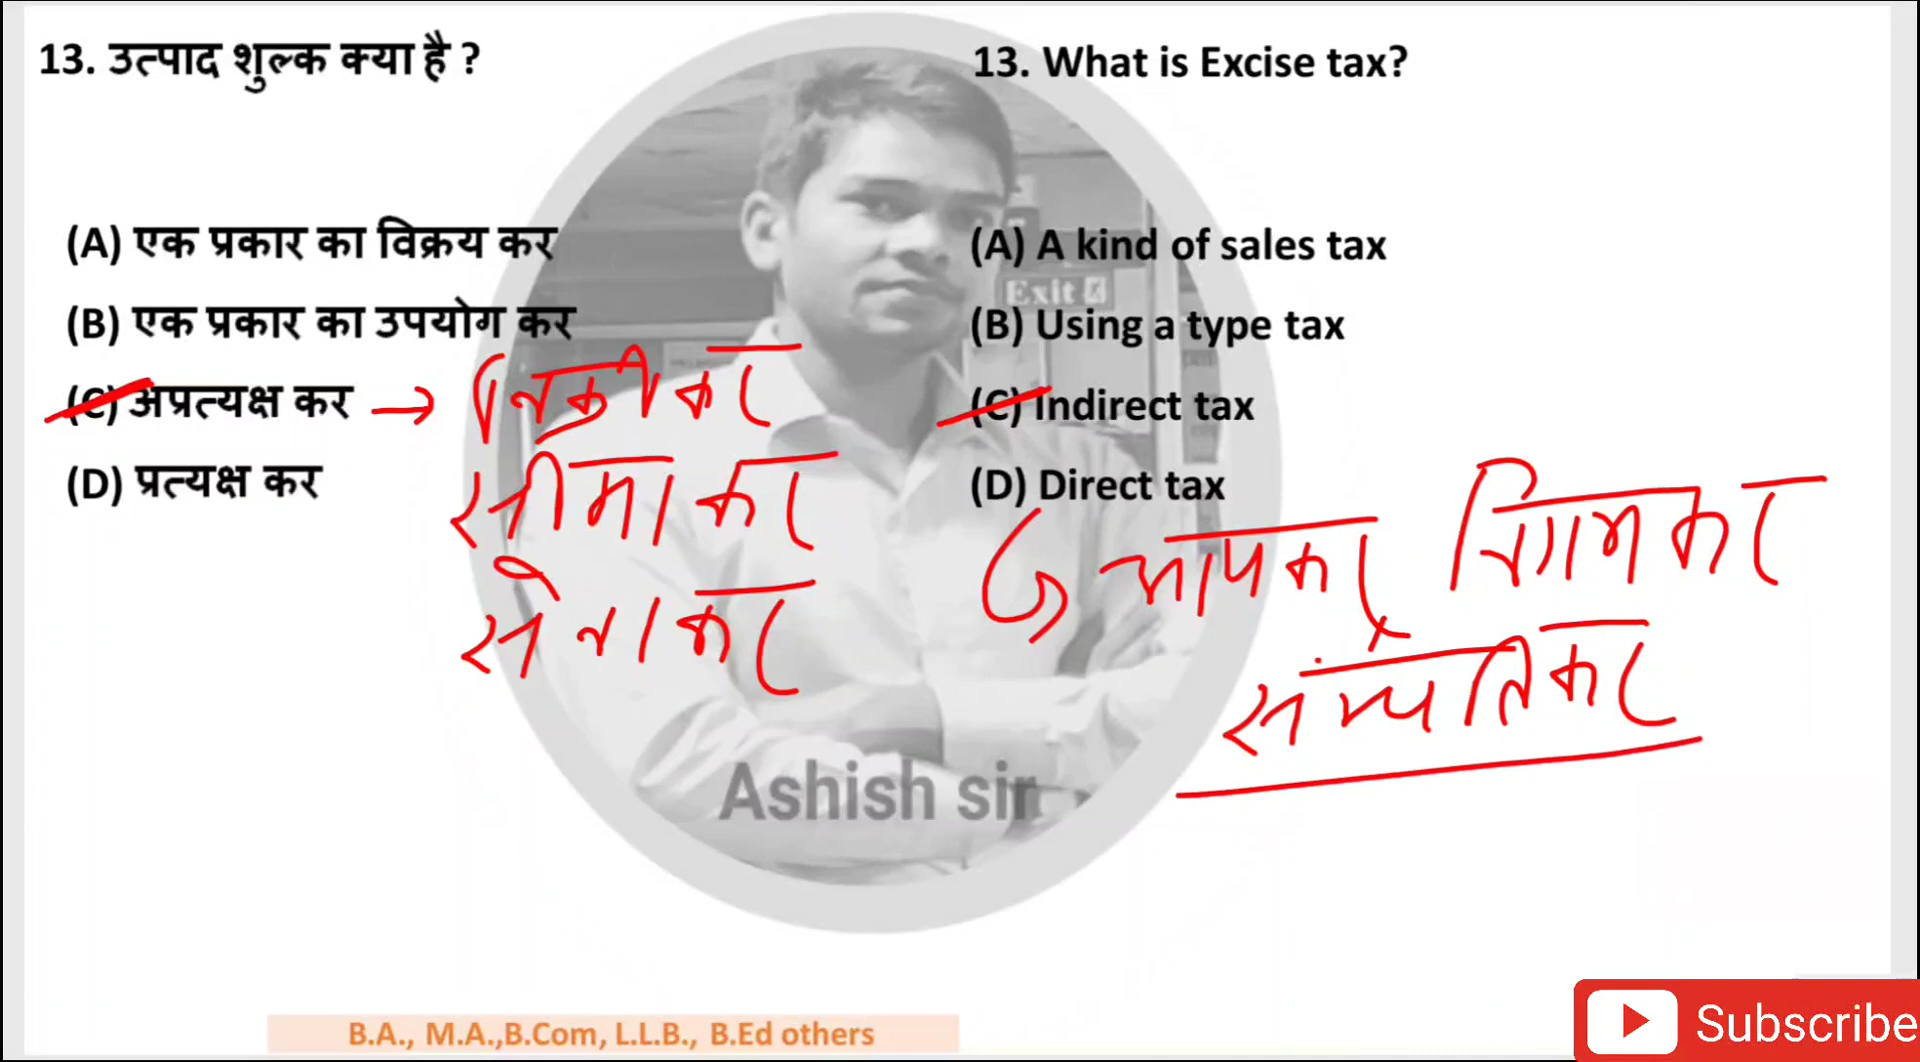 13. उत्पाद शुल्क क्या है ?
(A) एक प्रकार का विक्रय कर
(B) एक प्रकार का उपयोग कर
(C) अप्रत्यक्ष कर → बिक्री कर
सीमा कर
सेवा कर
(D) प्रत्यक्ष कर
13. What is Excise tax?
(A) A kind of sales tax
Exit
(B) Using a type tax
(C) Indirect tax
(D) Direct tax
आयकर निगम कर
सम्पति कर
Ashish sir
B.A., M.A.,B.Com, L.L.B., B.Ed others
Subscribe